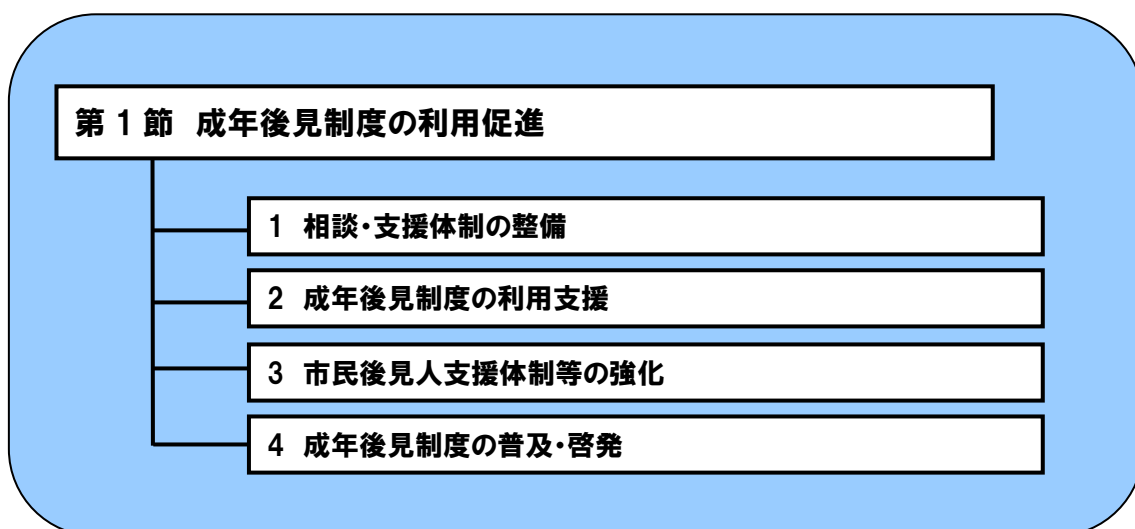 第1節 成年後見制度の利用促進
1 相談・支援体制の整備
2 成年後見制度の利用支援
3 市民後見人支援体制等の強化
4 成年後見制度の普及・啓発